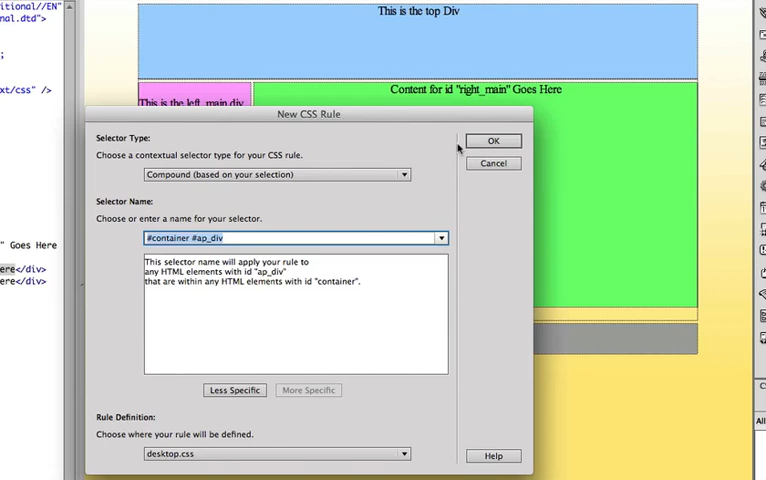 itional//EN"
nal.dtd">
;
xt/css" />
" Goes Here
ere</div>
ere</div>
This is the top Div
Content for id "right_main" Goes Here
This is the left_main div
New CSS Rule
Selector Type:
Choose a contextual selector type for your CSS rule.
Compound (based on your selection)
Selector Name:
Choose or enter a name for your selector.
#container #ap_div
This selector name will apply your rule to
any HTML elements with id "ap_div"
that are within any HTML elements with id "container".
Less Specific
More Specific
Rule Definition:
Choose where your rule will be defined.
desktop.css
OK
Cancel
Help
All